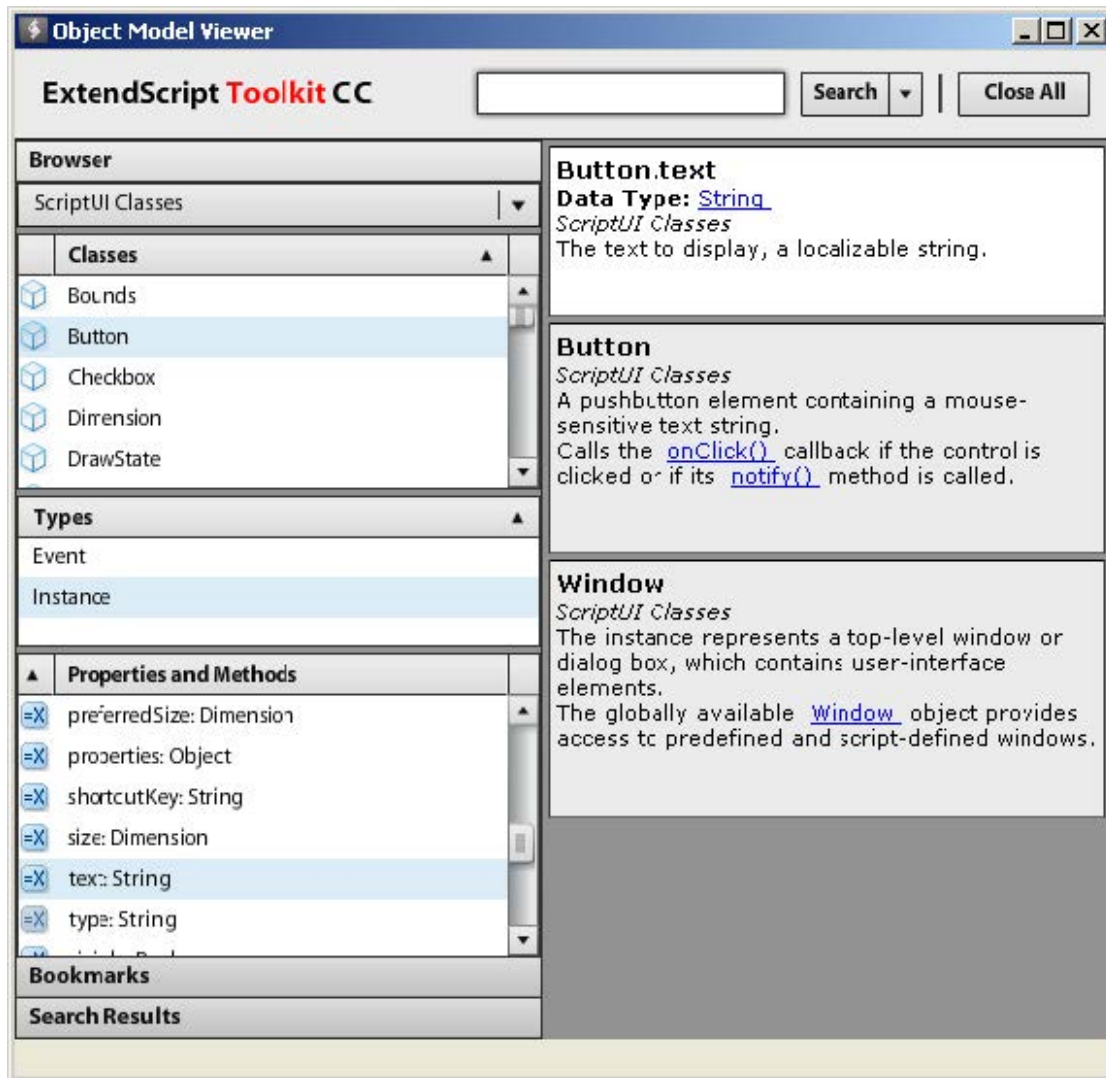 Object Model Viewer
ExtendScript Toolkit CC
Search
Close All
Browser
ScriptUI Classes
Classes
Bounds
Button
Checkbox
Dimension
DrawState
Types
Event
Instance
Properties and Methods
=X preferredSize: Dimension
=X properties: Object
=X shortcutKey: String
=X size: Dimension
=X text: String
=X type: String
Bookmarks
Search Results
Button.text
Data Type: String
ScriptUI Classes
The text to display, a localizable string.
Button
ScriptUI Classes
A pushbutton element containing a mouse-
sensitive text string.
Calls the onClick() callback if the control is
clicked or if its notify() method is called.
Window
ScriptUI Classes
The instance represents a top-level window or
dialog box, which contains user-interface
elements.
The globally available Window object provides
access to predefined and script-defined windows.